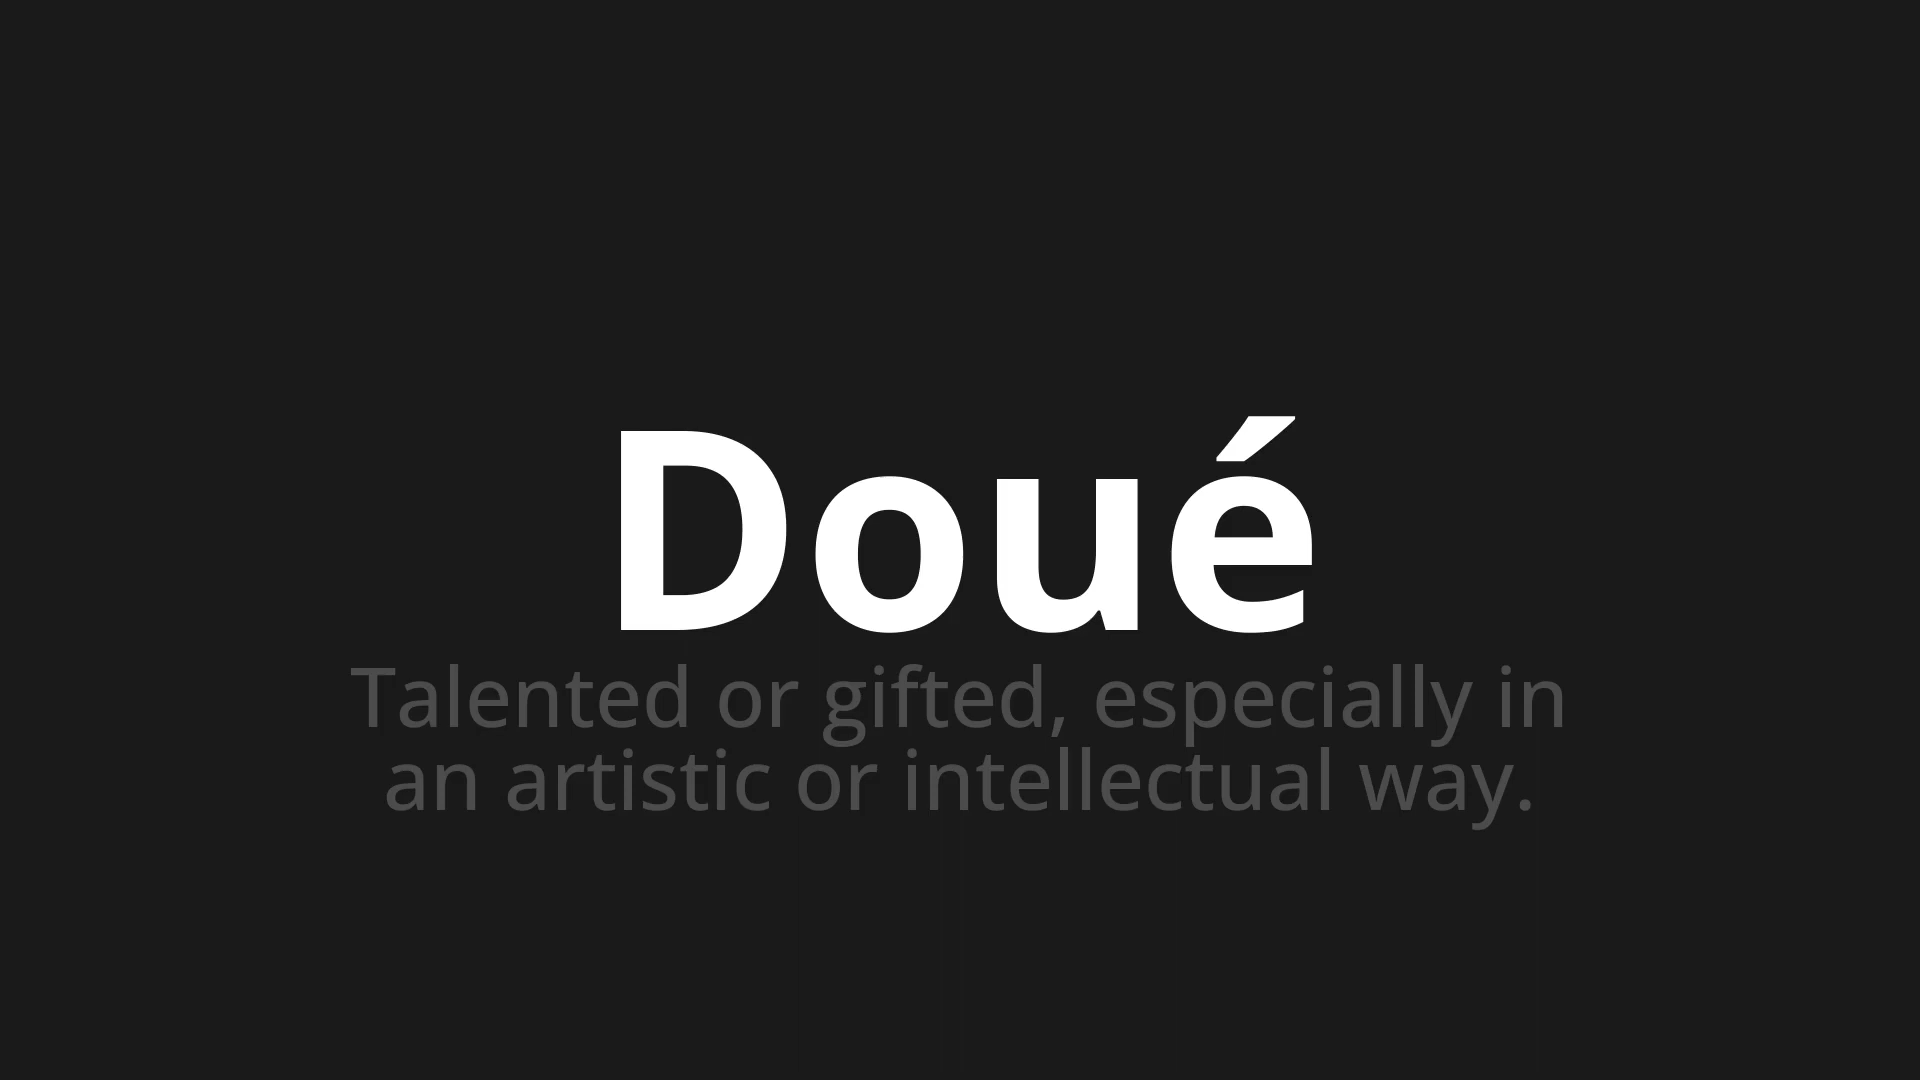 Doué
Talented or gifted, especially in
an artistic or intellectual way.